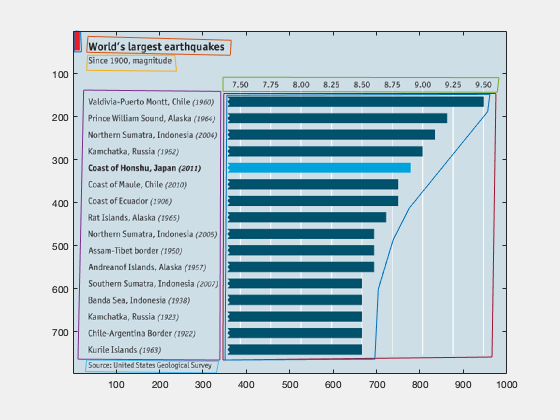 World's largest earthquakes
Since 1900, magnitude
7.50 7.75 8.00 8.25 8.50 8.75 9.00 9.25 9.50
Valdivia-Puerto Montt, Chile (1960)
Prince William Sound, Alaska (1964)
Northern Sumatra, Indonesia (2004)
Kamchatka, Russia (1952)
Coast of Honshu, Japan (2011)
Coast of Maule, Chile (2010)
Coast of Ecuador (1906)
Rat Islands, Alaska (1965)
Northern Sumatra, Indonesia (2005)
Assam-Tibet border (1950)
Andreanof Islands, Alaska (1957)
Southern Sumatra, Indonesia (2007)
Banda Sea, Indonesia (1938)
Kamchatka, Russia (1923)
Chile-Argentina Border (1922)
Kurile Islands (1963)
Source: United States Geological Survey
100
200
300
400
500
600
700
100 200 300 400 500 600 700 800 900 1000